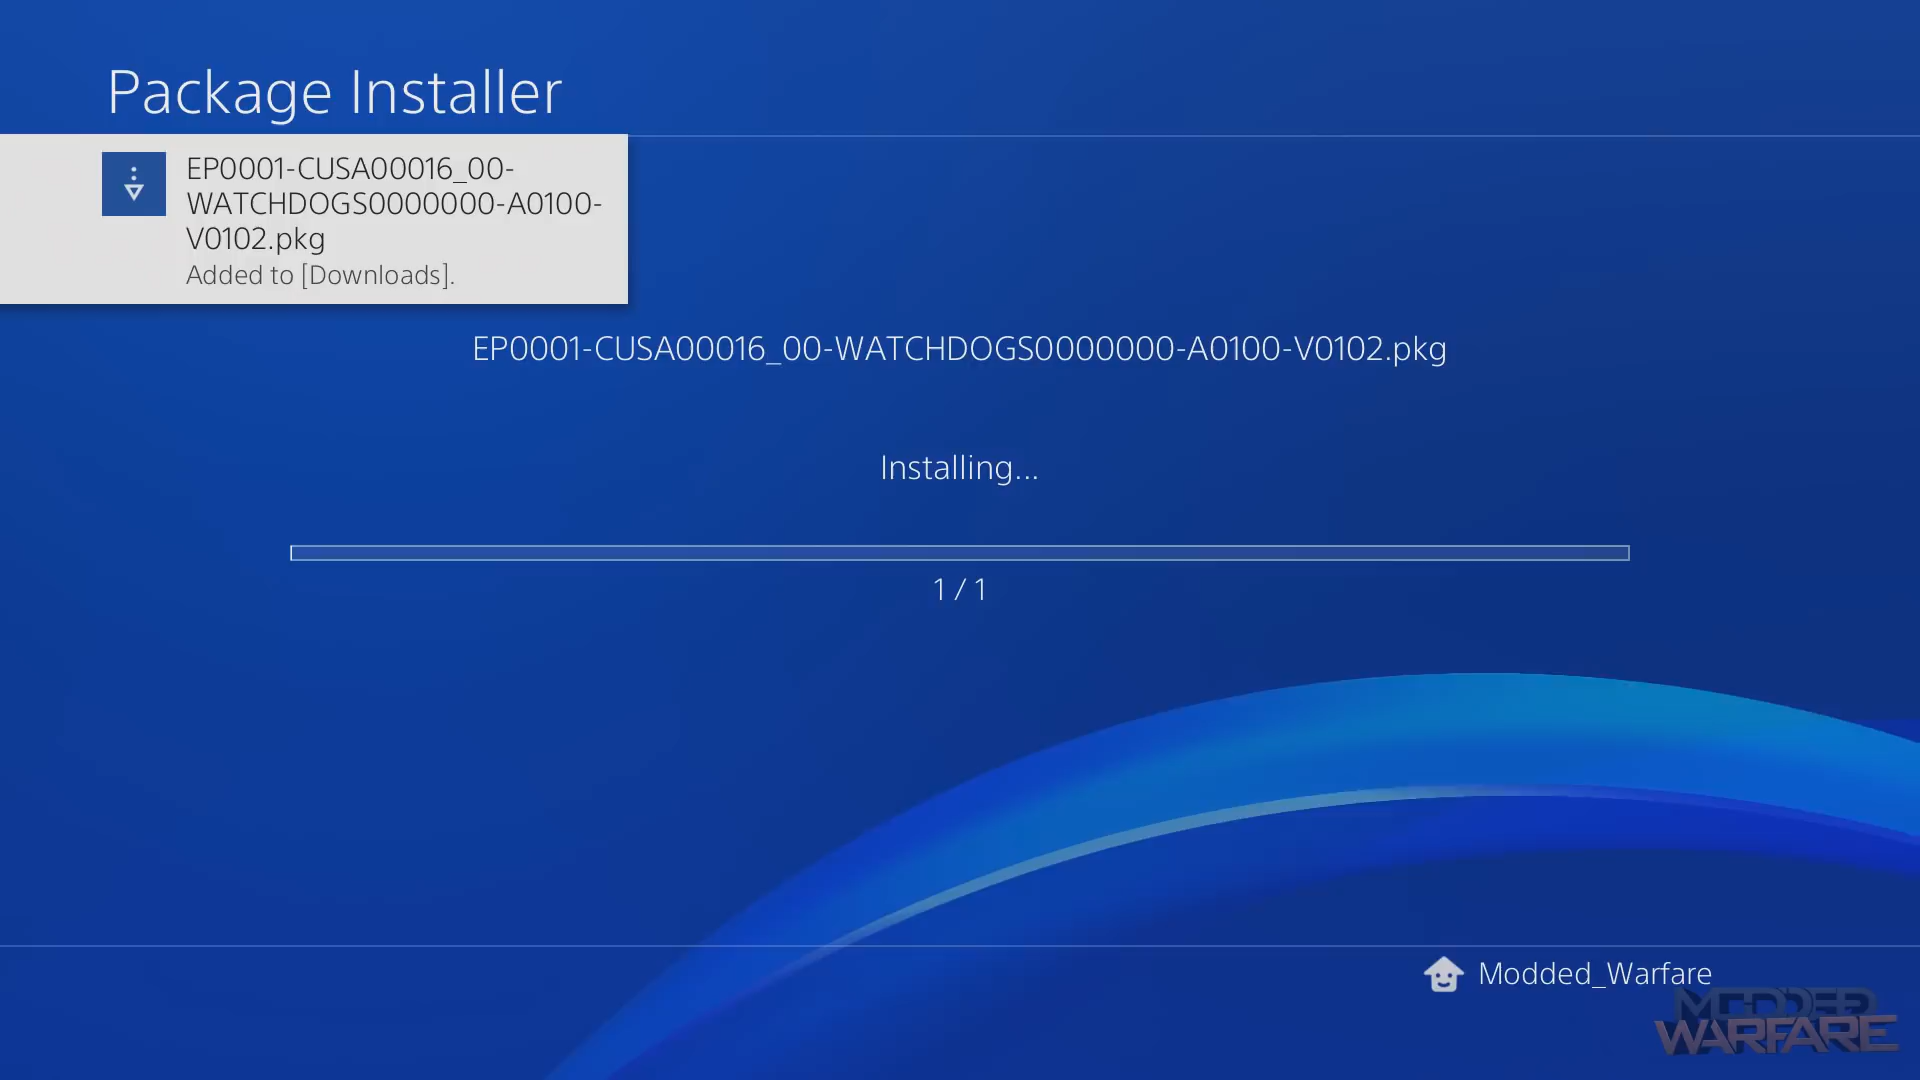 Package Installer
EP0001-CUSA00016_00-
WATCHDOGS0000000-A0100-
V0102.pkg
Added to [Downloads].
EP0001-CUSA00016_00-WATCHDOGS0000000-A0100-V0102.pkg
Installing...
1 / 1
Modded_Warfare
MODDED
WARFARE